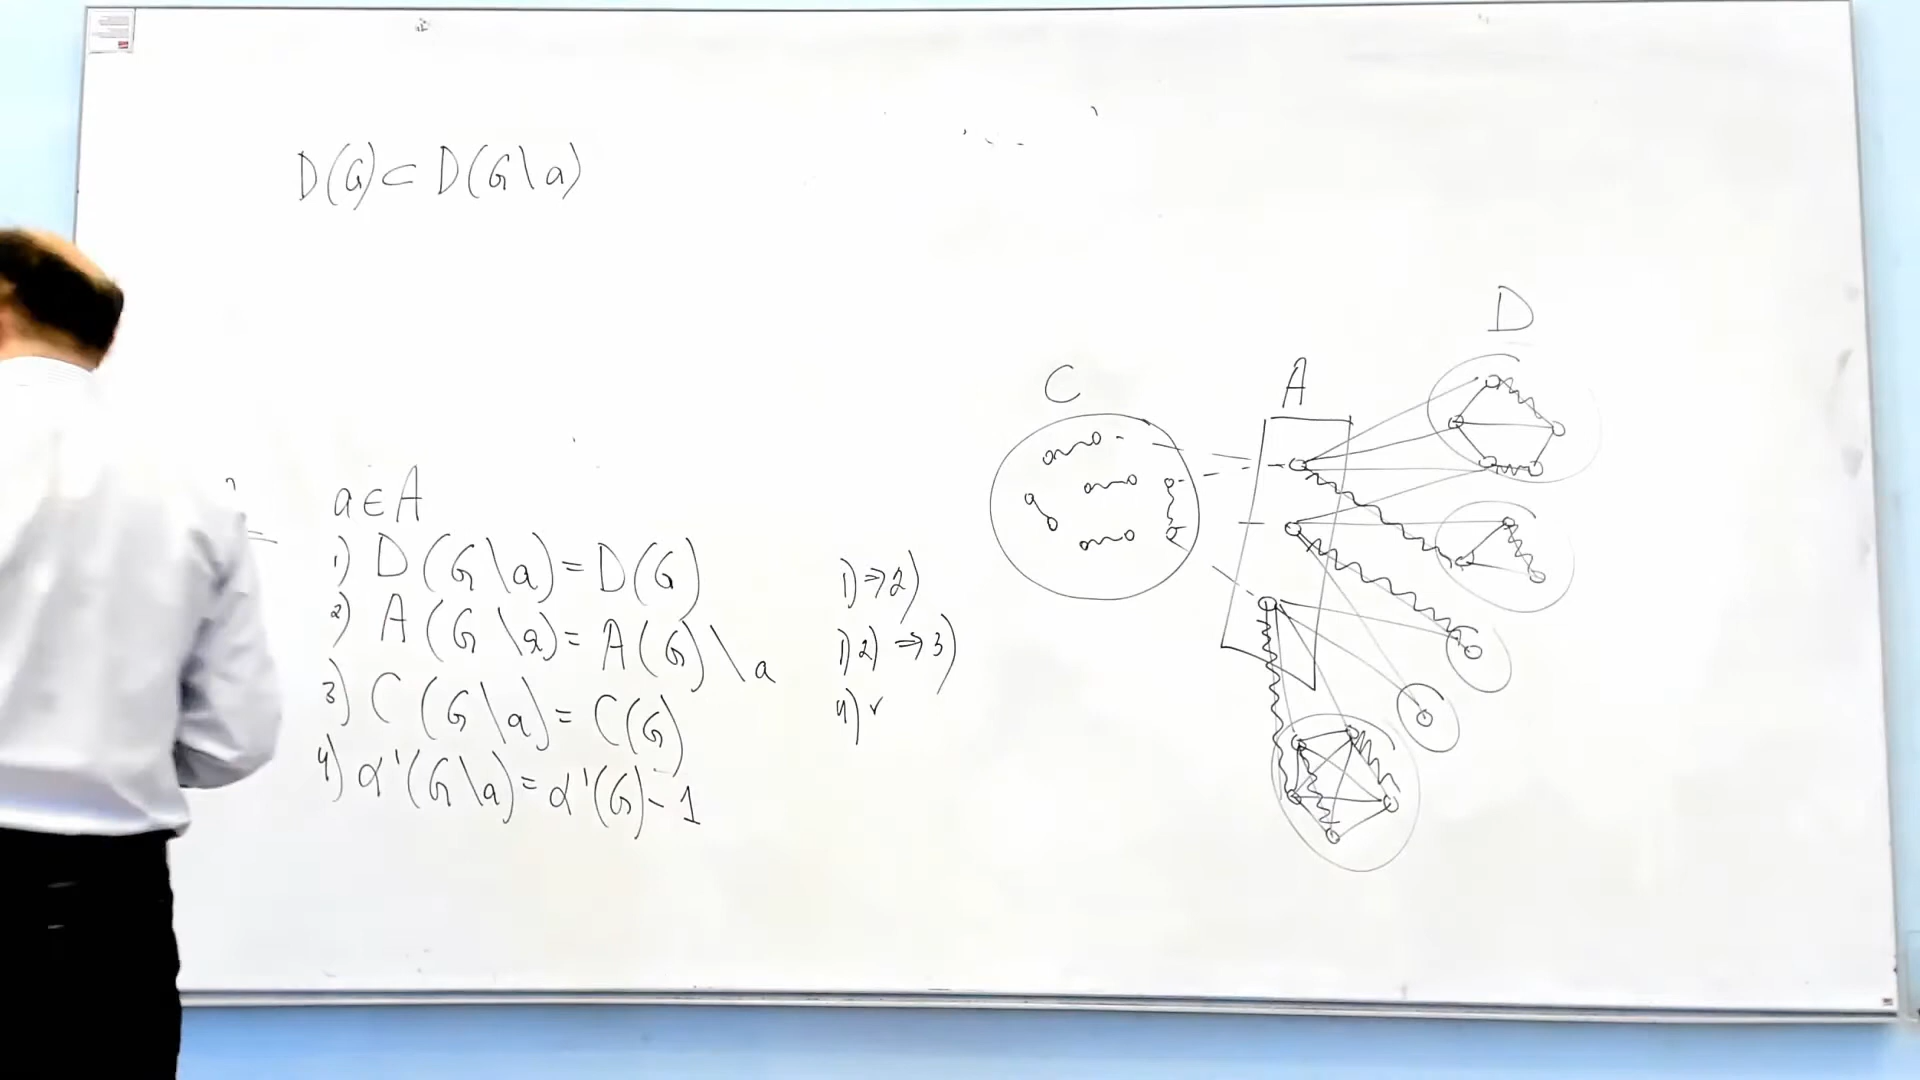 D(G) ⊂ D(G\a)
a ∈ A
1) D(G\a) = D(G)
2) A(G\a) = A(G)\a
3) C(G\a) = C(G)
4) α'(G\a) = α'(G) - 1
1) ⇒ 2)
1) 2) ⇒ 3)
4) v
D
C
A